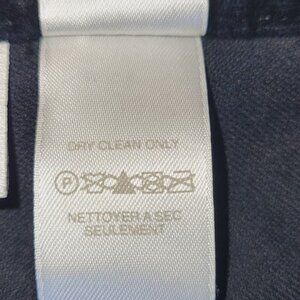 DRY CLEAN ONLY
P
NETTOYER A SEC
SEULEMENT